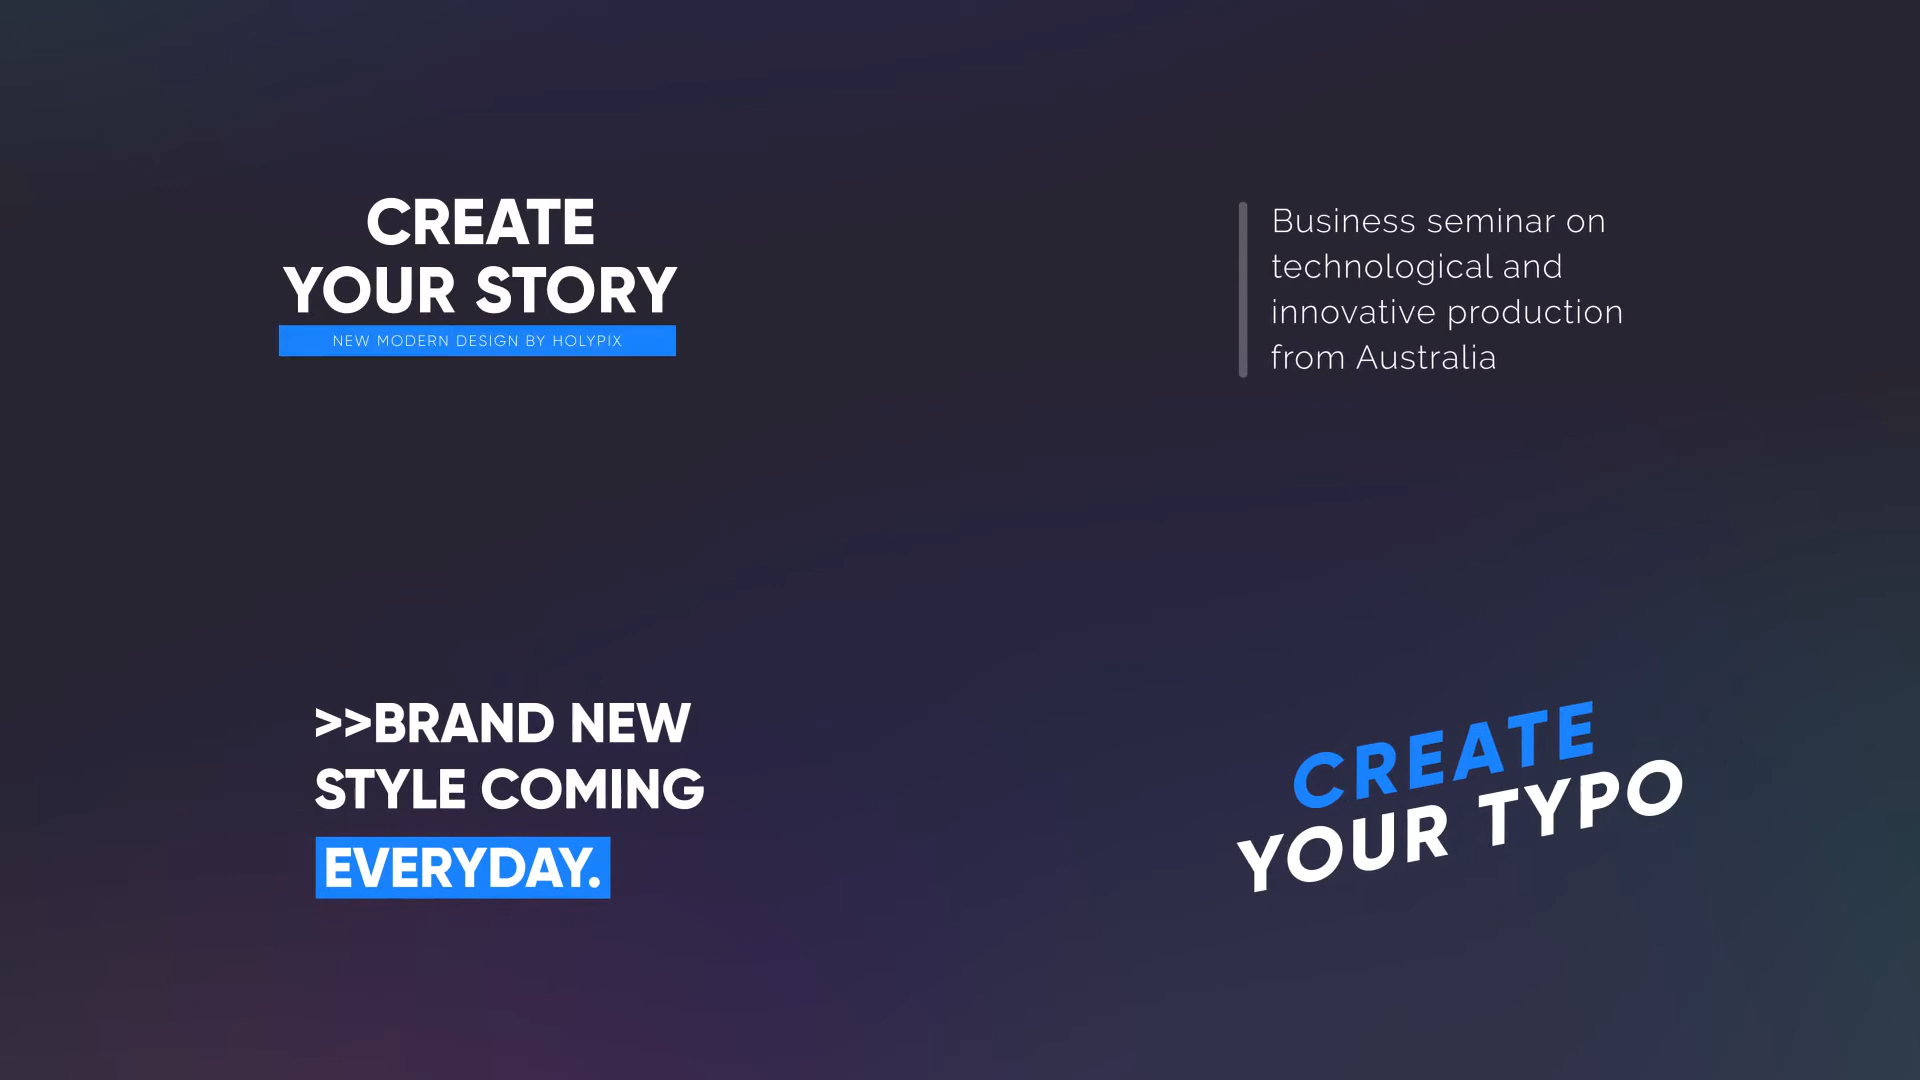 CREATE
YOUR STORY
NEW MODERN DESIGN BY HOLYPIX
Business seminar on
technological and
innovative production
from Australia
>>BRAND NEW
STYLE COMING
EVERYDAY.
CREATE
YOUR TYPO